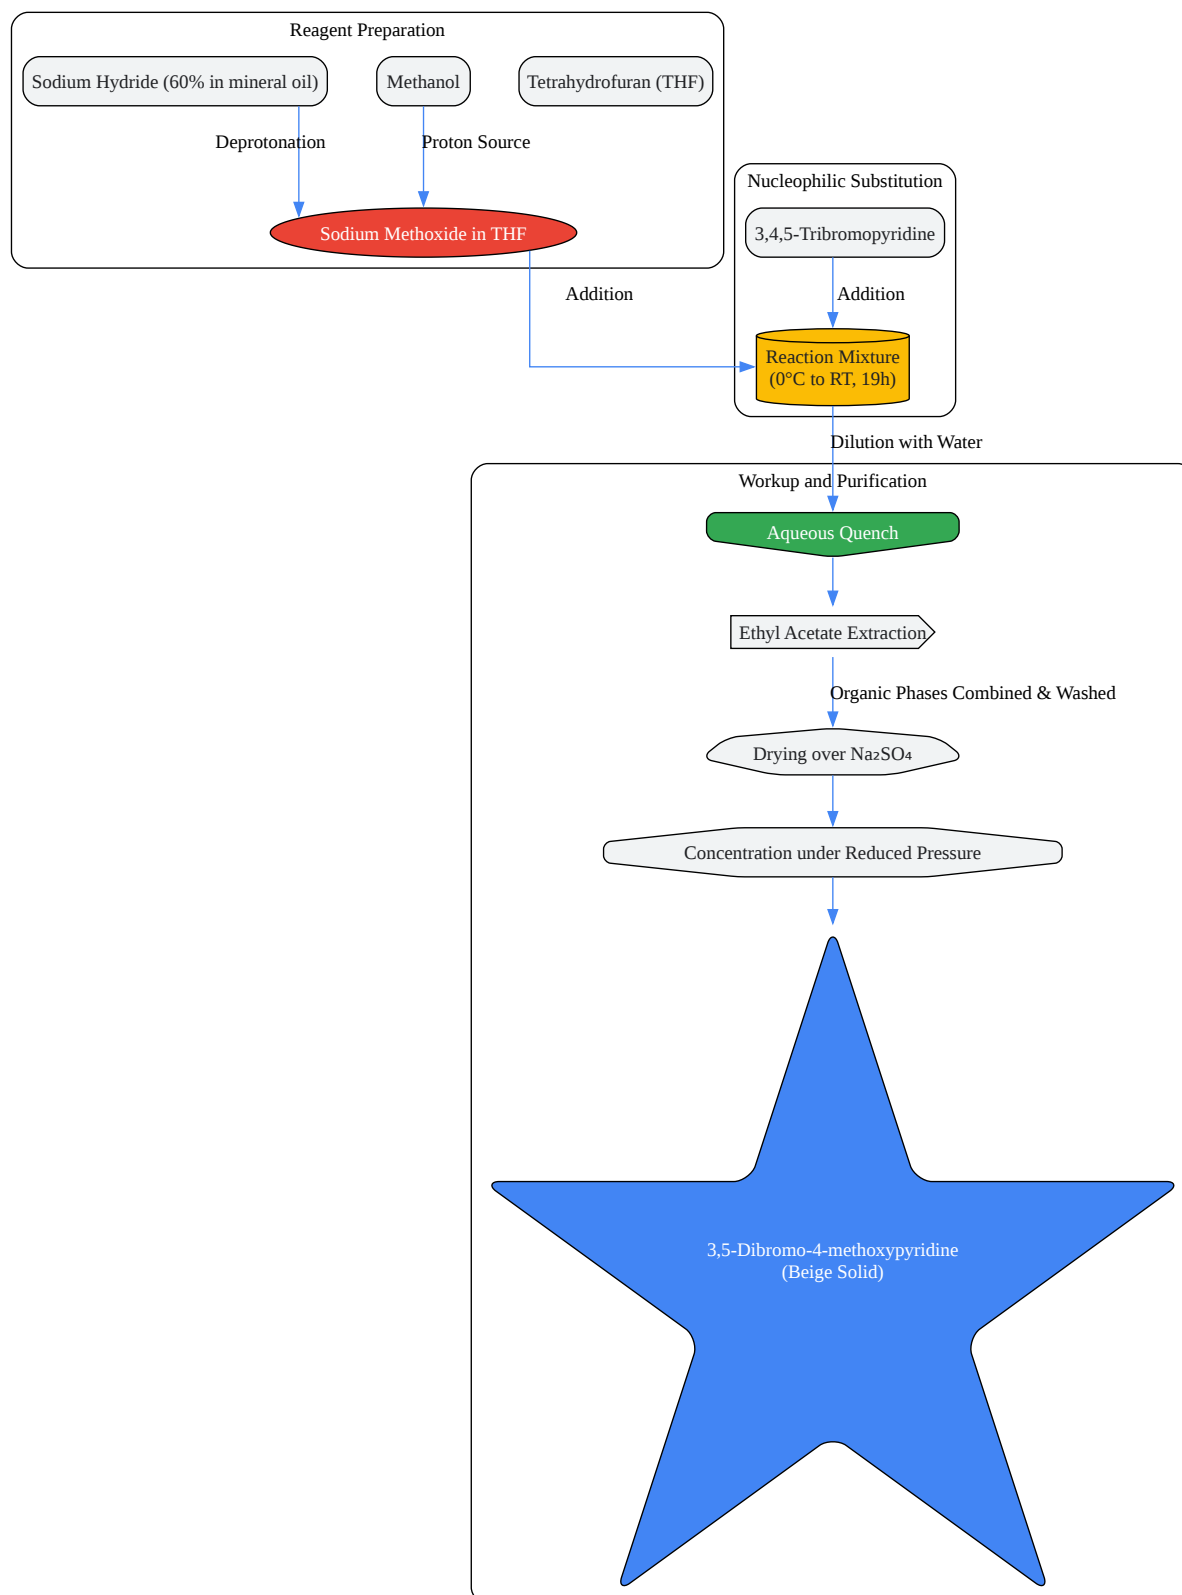 Reagent Preparation
Sodium Hydride (60% in mineral oil)
Methanol
Tetrahydrofuran (THF)
Deprotonation
Proton Source
Sodium Methoxide in THF
Addition
Nucleophilic Substitution
3,4,5-Tribromopyridine
Addition
Reaction Mixture
(0°C to RT, 19h)
Dilution with Water
Workup and Purification
Aqueous Quench
Ethyl Acetate Extraction
Organic Phases Combined & Washed
Drying over Na₂SO₄
Concentration under Reduced Pressure
3,5-Dibromo-4-methoxypyridine
(Beige Solid)